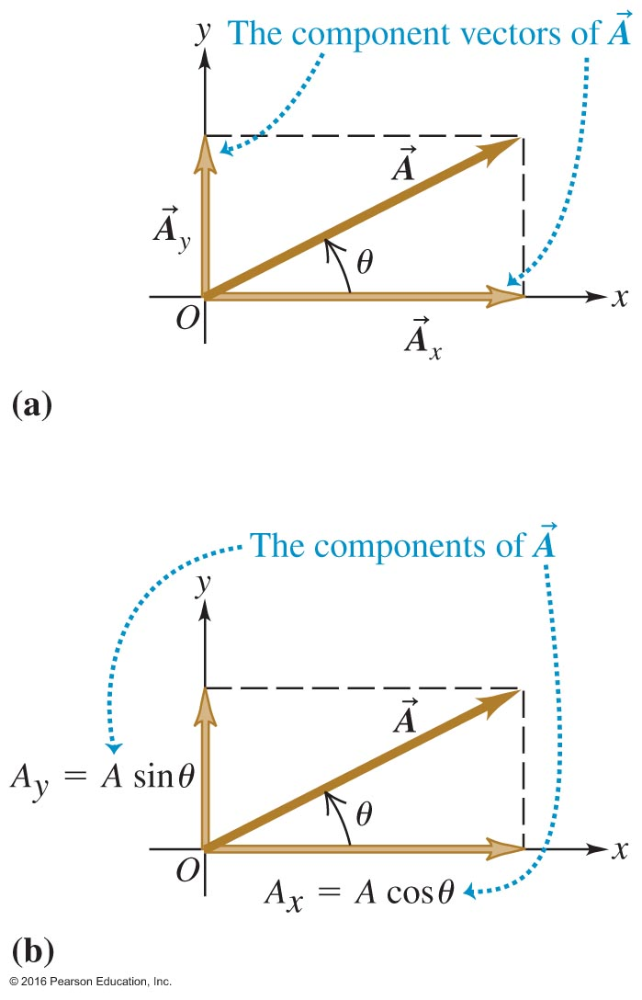 The component vectors of A⃗
y
A⃗
A⃗y
θ
x
O
A⃗x
(a)
The components of A⃗
y
A⃗
Ay = A sinθ
θ
x
O
Ax = A cosθ
(b)
© 2016 Pearson Education, Inc.